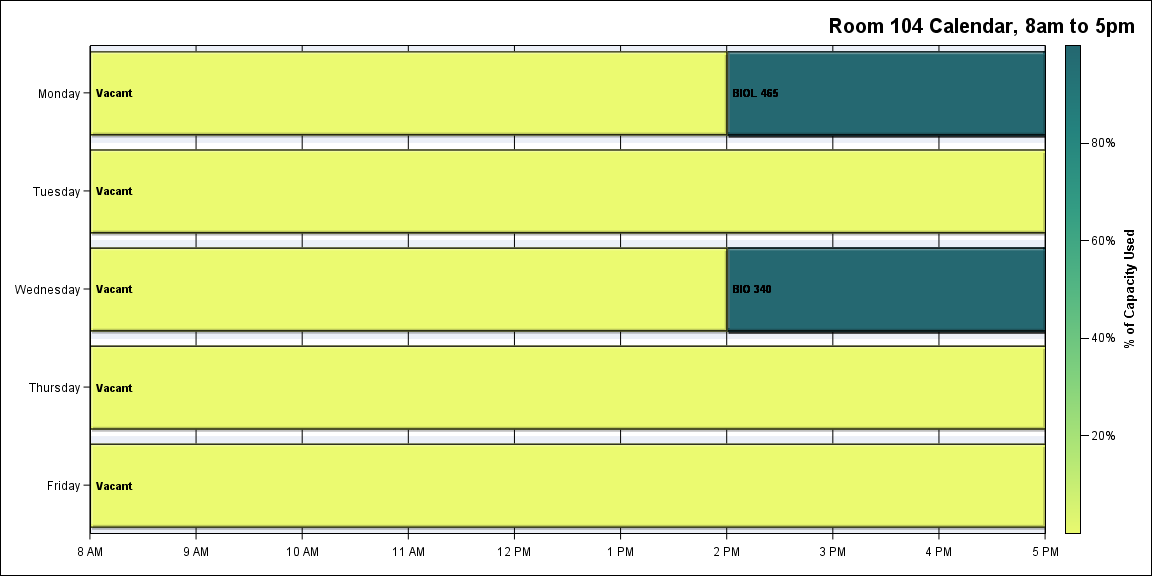 Room 104 Calendar, 8am to 5pm
Monday
Vacant
BIOL 465
Tuesday
Vacant
Wednesday
Vacant
BIO 340
Thursday
Vacant
Friday
Vacant
8 AM
9 AM
10 AM
11 AM
12 PM
1 PM
2 PM
3 PM
4 PM
5 PM
80%
60%
40%
20%
% of Capacity Used